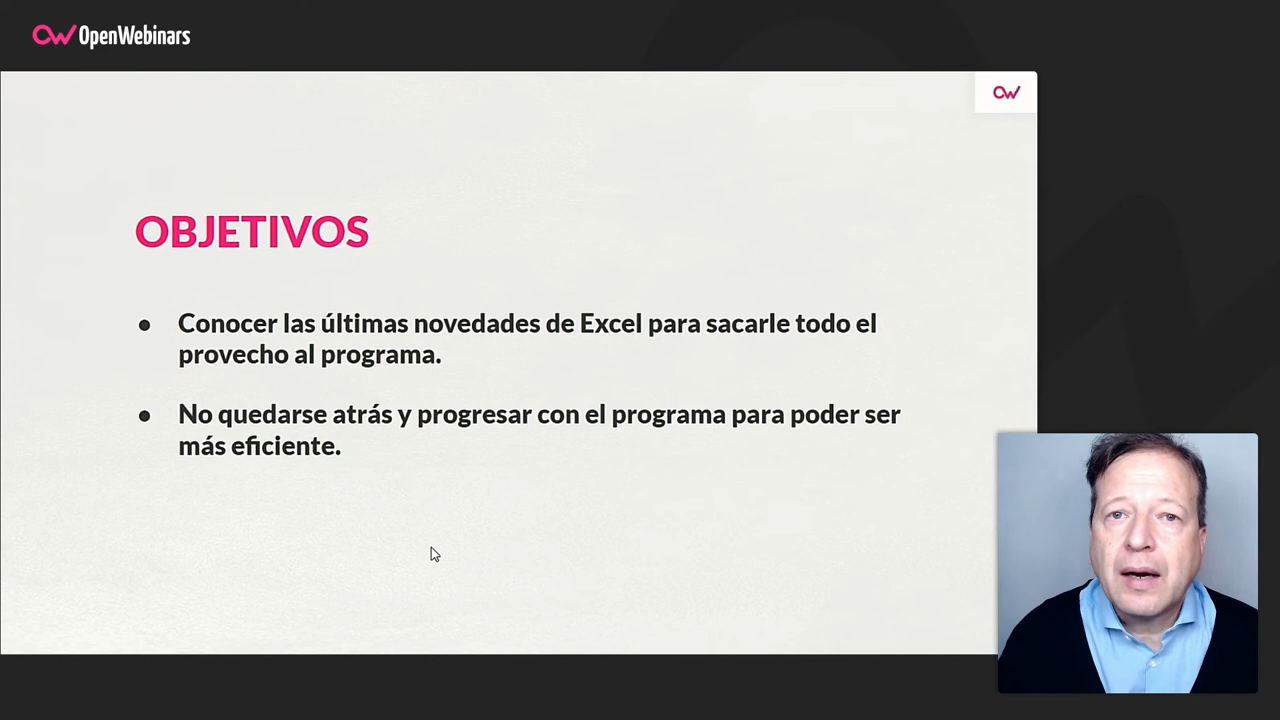 OpenWebinars
OBJETIVOS
● Conocer las últimas novedades de Excel para sacarle todo el
provecho al programa.
● No quedarse atrás y progresar con el programa para poder ser
más eficiente.